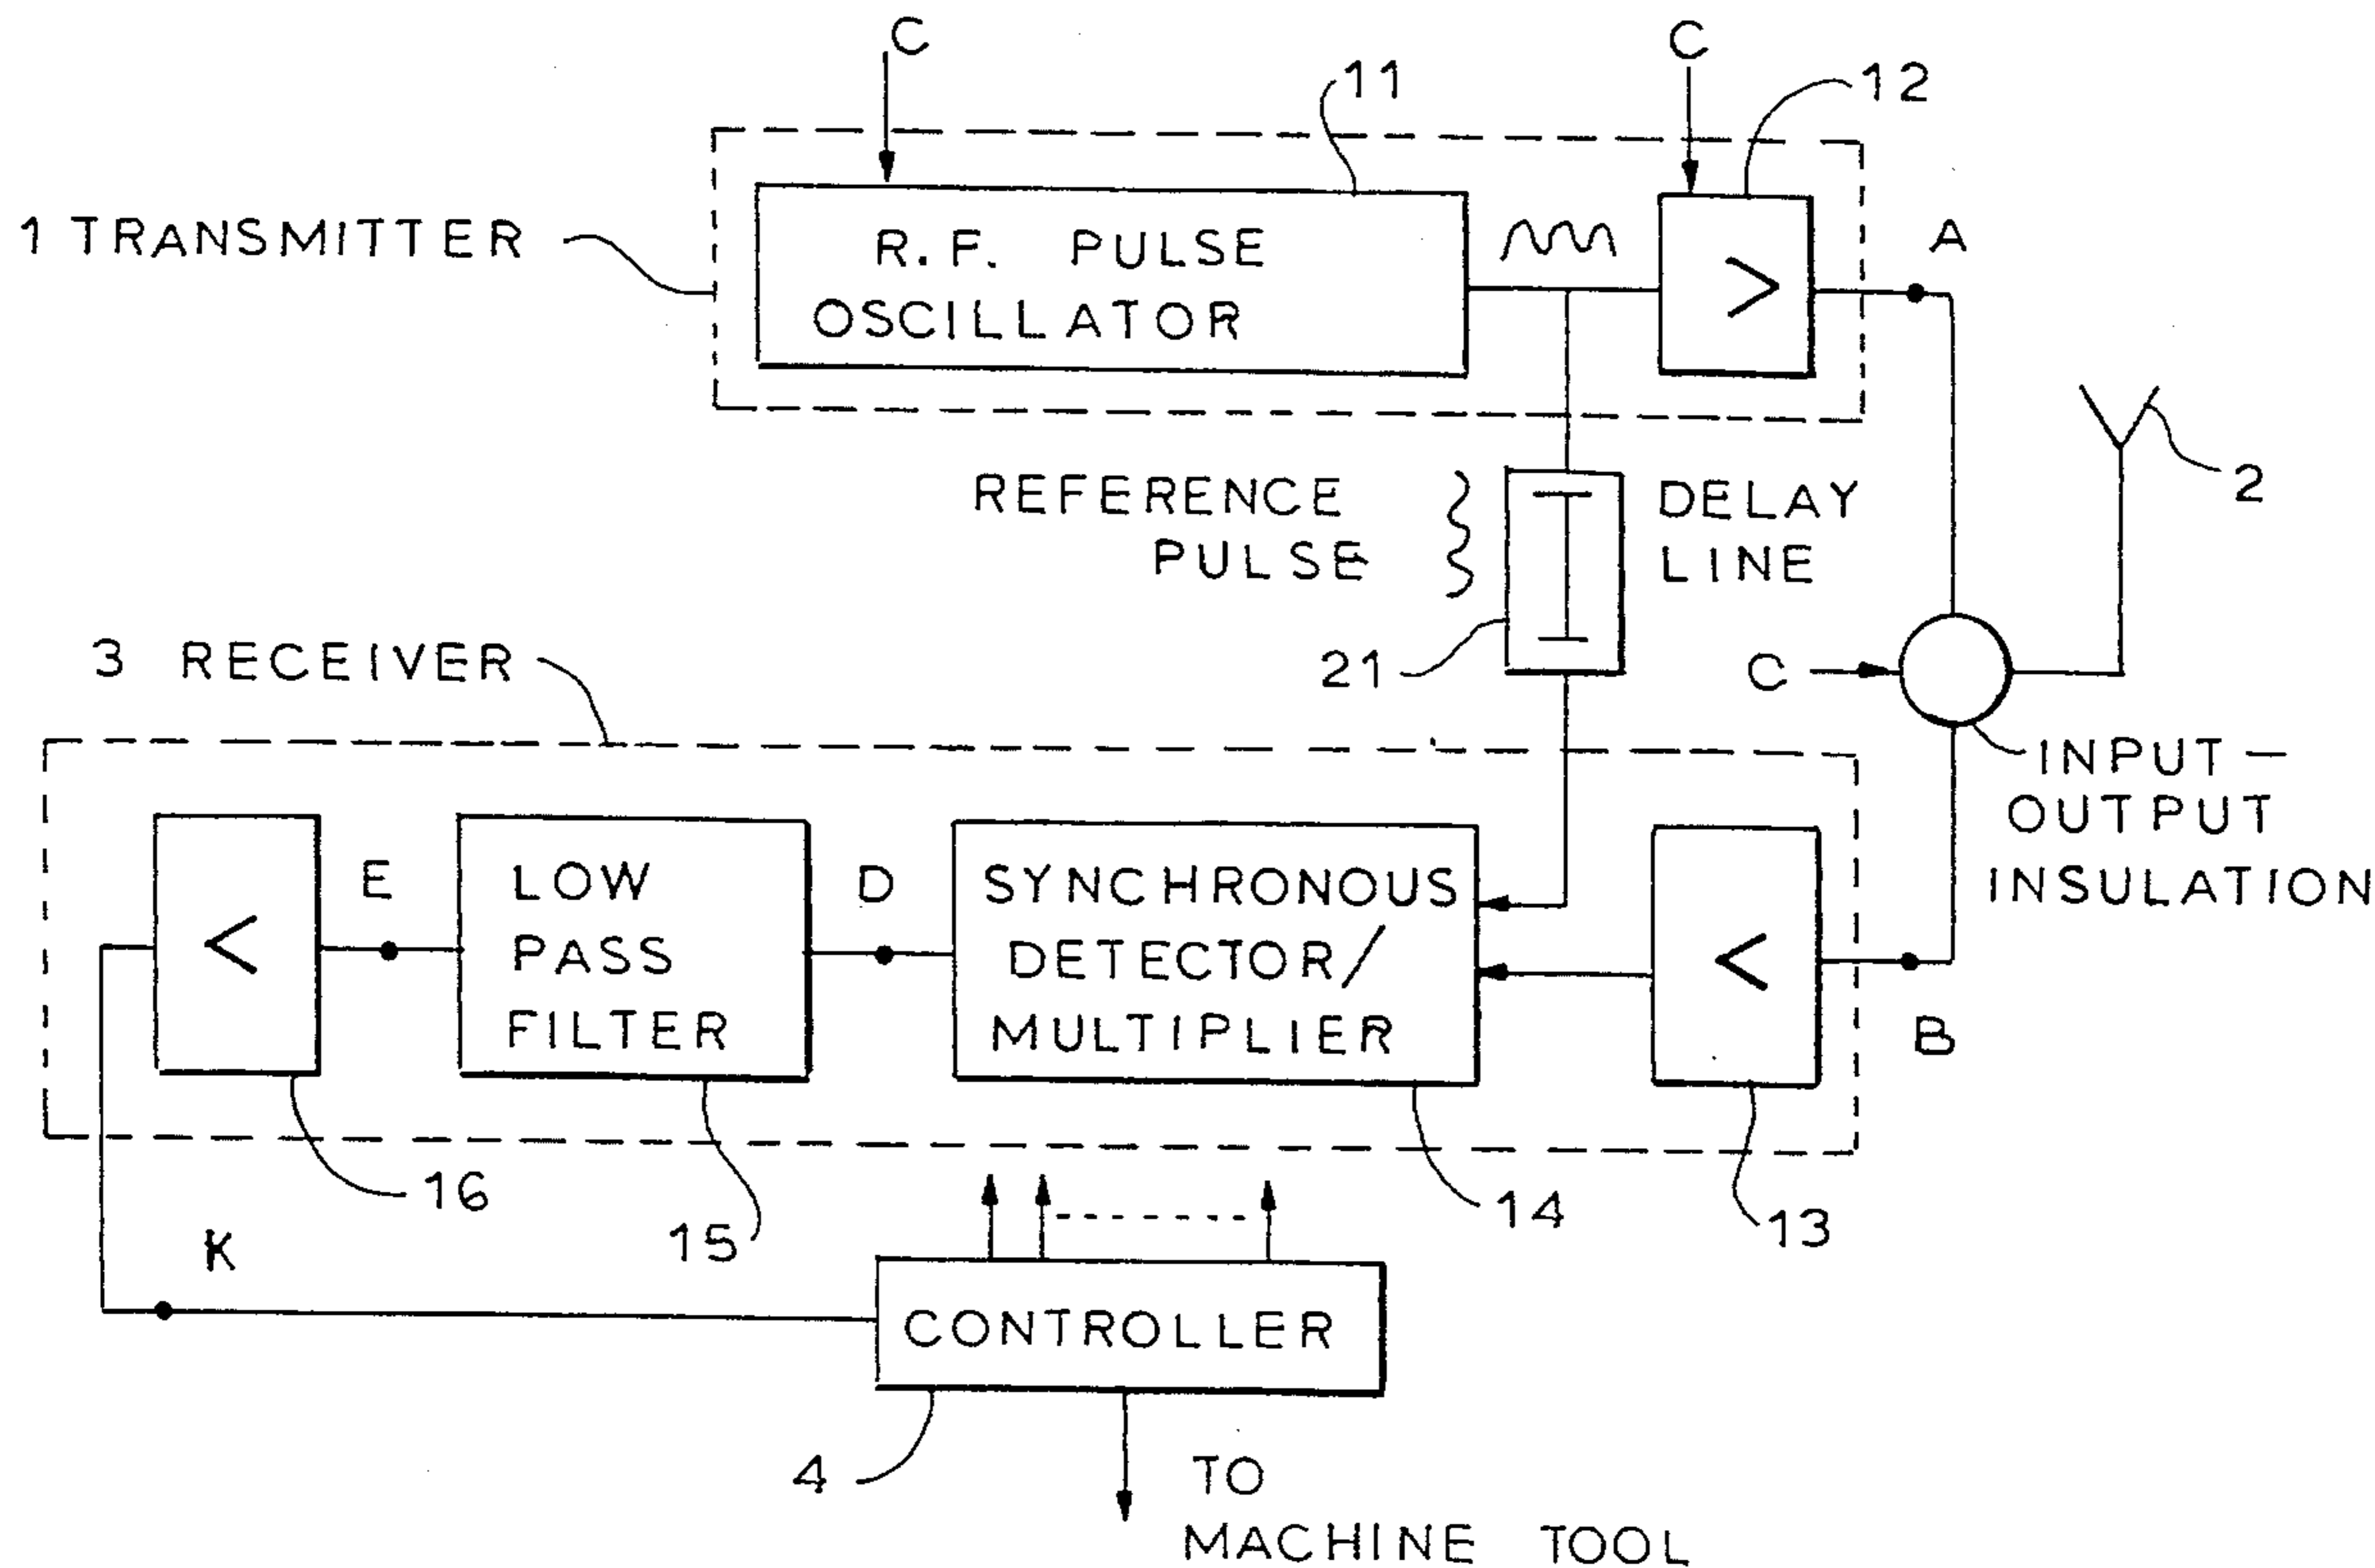 C
C
11
12
1 TRANSMITTER
R.F. PULSE
OSCILLATOR
>
A
REFERENCE
PULSE
DELAY
LINE
2
21
3 RECEIVER
C
INPUT-
OUTPUT
INSULATION
<
E
LOW
PASS
FILTER
D
SYNCHRONOUS
DETECTOR/
MULTIPLIER
<
B
16
15
14
13
K
CONTROLLER
4
TO
MACHINE TOOL